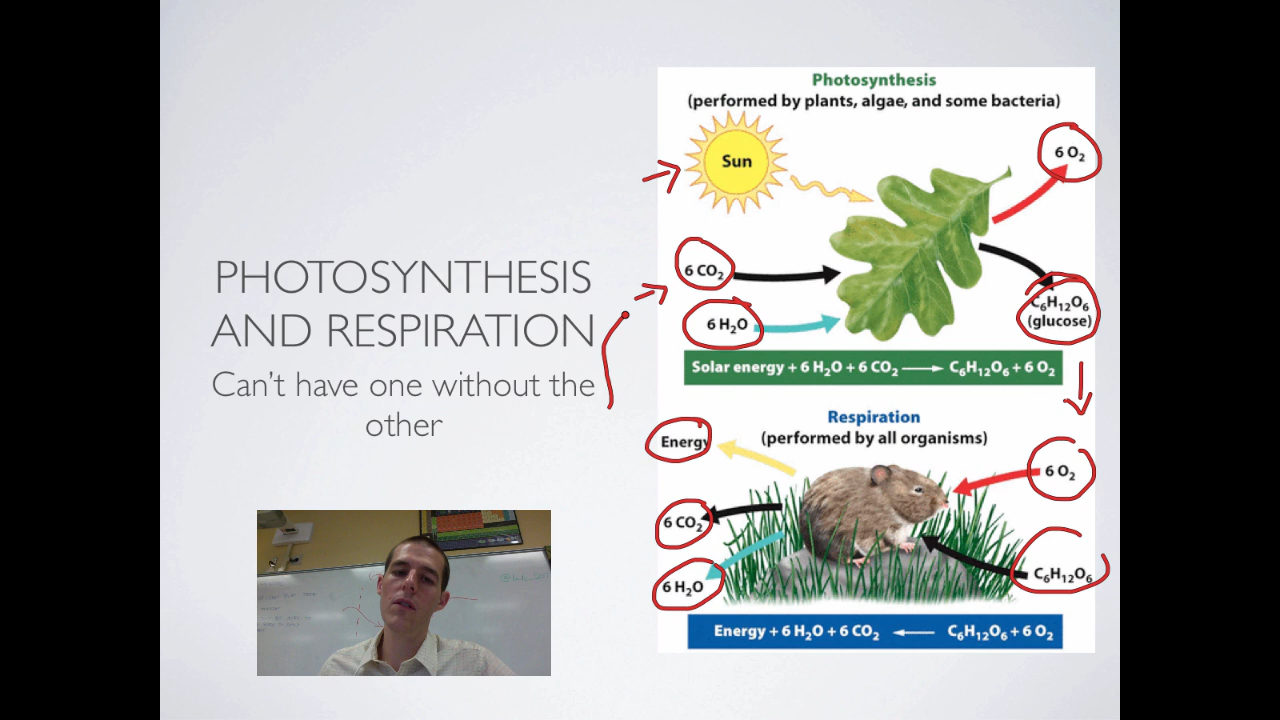 PHOTOSYNTHESIS
AND RESPIRATION
Can't have one without the
other
Photosynthesis
(performed by plants, algae, and some bacteria)
Sun
6 O₂
6 CO₂
C₆H₁₂O₆
(glucose)
6 H₂O
Solar energy + 6 H₂O + 6 CO₂ → C₆H₁₂O₆ + 6 O₂
Respiration
(performed by all organisms)
Energy
6 O₂
6 CO₂
C₆H₁₂O₆
6 H₂O
Energy + 6 H₂O + 6 CO₂ ← C₆H₁₂O₆ + 6 O₂